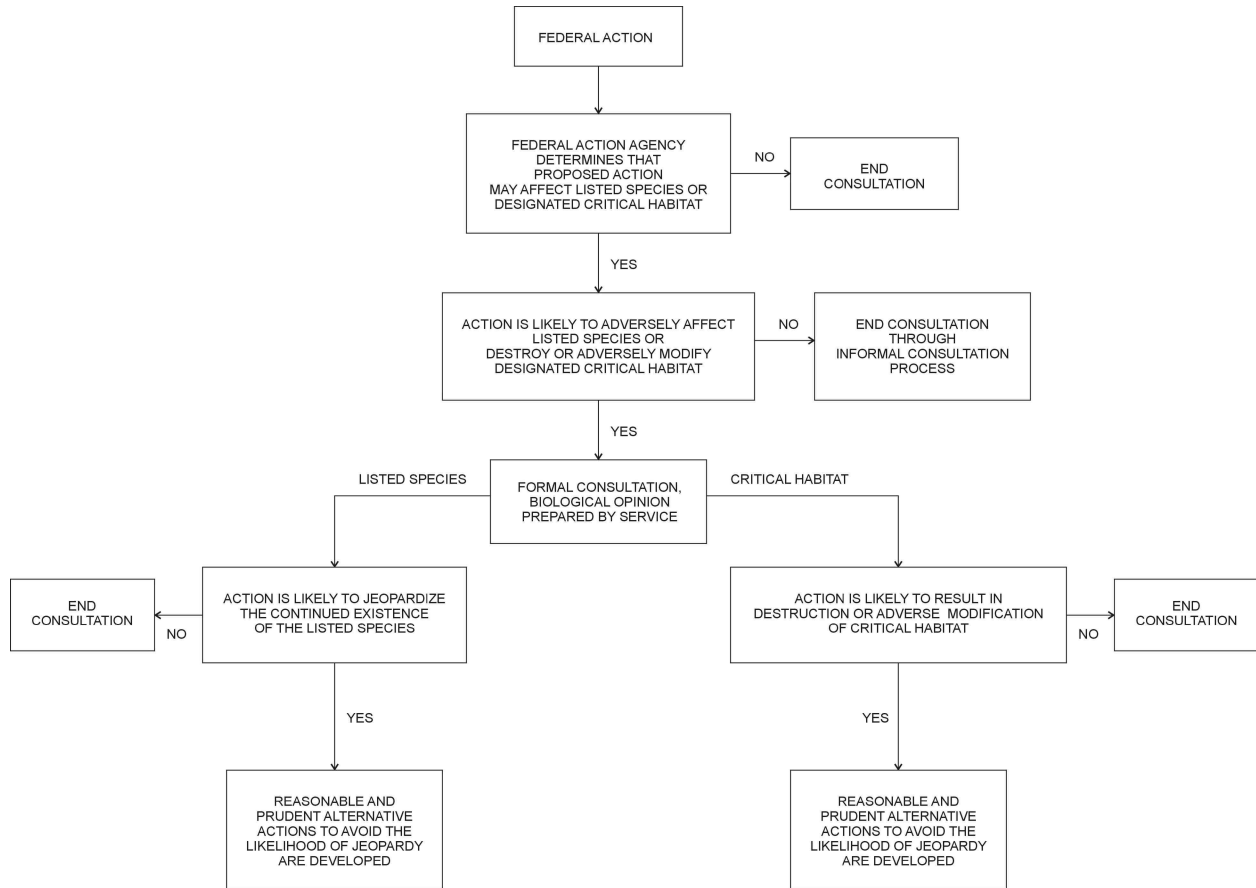 FEDERAL ACTION
FEDERAL ACTION AGENCY
DETERMINES THAT
PROPOSED ACTION
MAY AFFECT LISTED SPECIES OR
DESIGNATED CRITICAL HABITAT
NO
END
CONSULTATION
YES
ACTION IS LIKELY TO ADVERSELY AFFECT
LISTED SPECIES OR
DESTROY OR ADVERSELY MODIFY
DESIGNATED CRITICAL HABITAT
NO
END CONSULTATION
THROUGH
INFORMAL CONSULTATION
PROCESS
YES
LISTED SPECIES
FORMAL CONSULTATION,
BIOLOGICAL OPINION
PREPARED BY SERVICE
CRITICAL HABITAT
END
CONSULTATION
NO
ACTION IS LIKELY TO JEOPARDIZE
THE CONTINUED EXISTENCE
OF THE LISTED SPECIES
ACTION IS LIKELY TO RESULT IN
DESTRUCTION OR ADVERSE MODIFICATION
OF CRITICAL HABITAT
NO
END
CONSULTATION
YES
YES
REASONABLE AND
PRUDENT ALTERNATIVE
ACTIONS TO AVOID THE
LIKELIHOOD OF JEOPARDY
ARE DEVELOPED
REASONABLE AND
PRUDENT ALTERNATIVE
ACTIONS TO AVOID THE
LIKELIHOOD OF JEOPARDY
ARE DEVELOPED